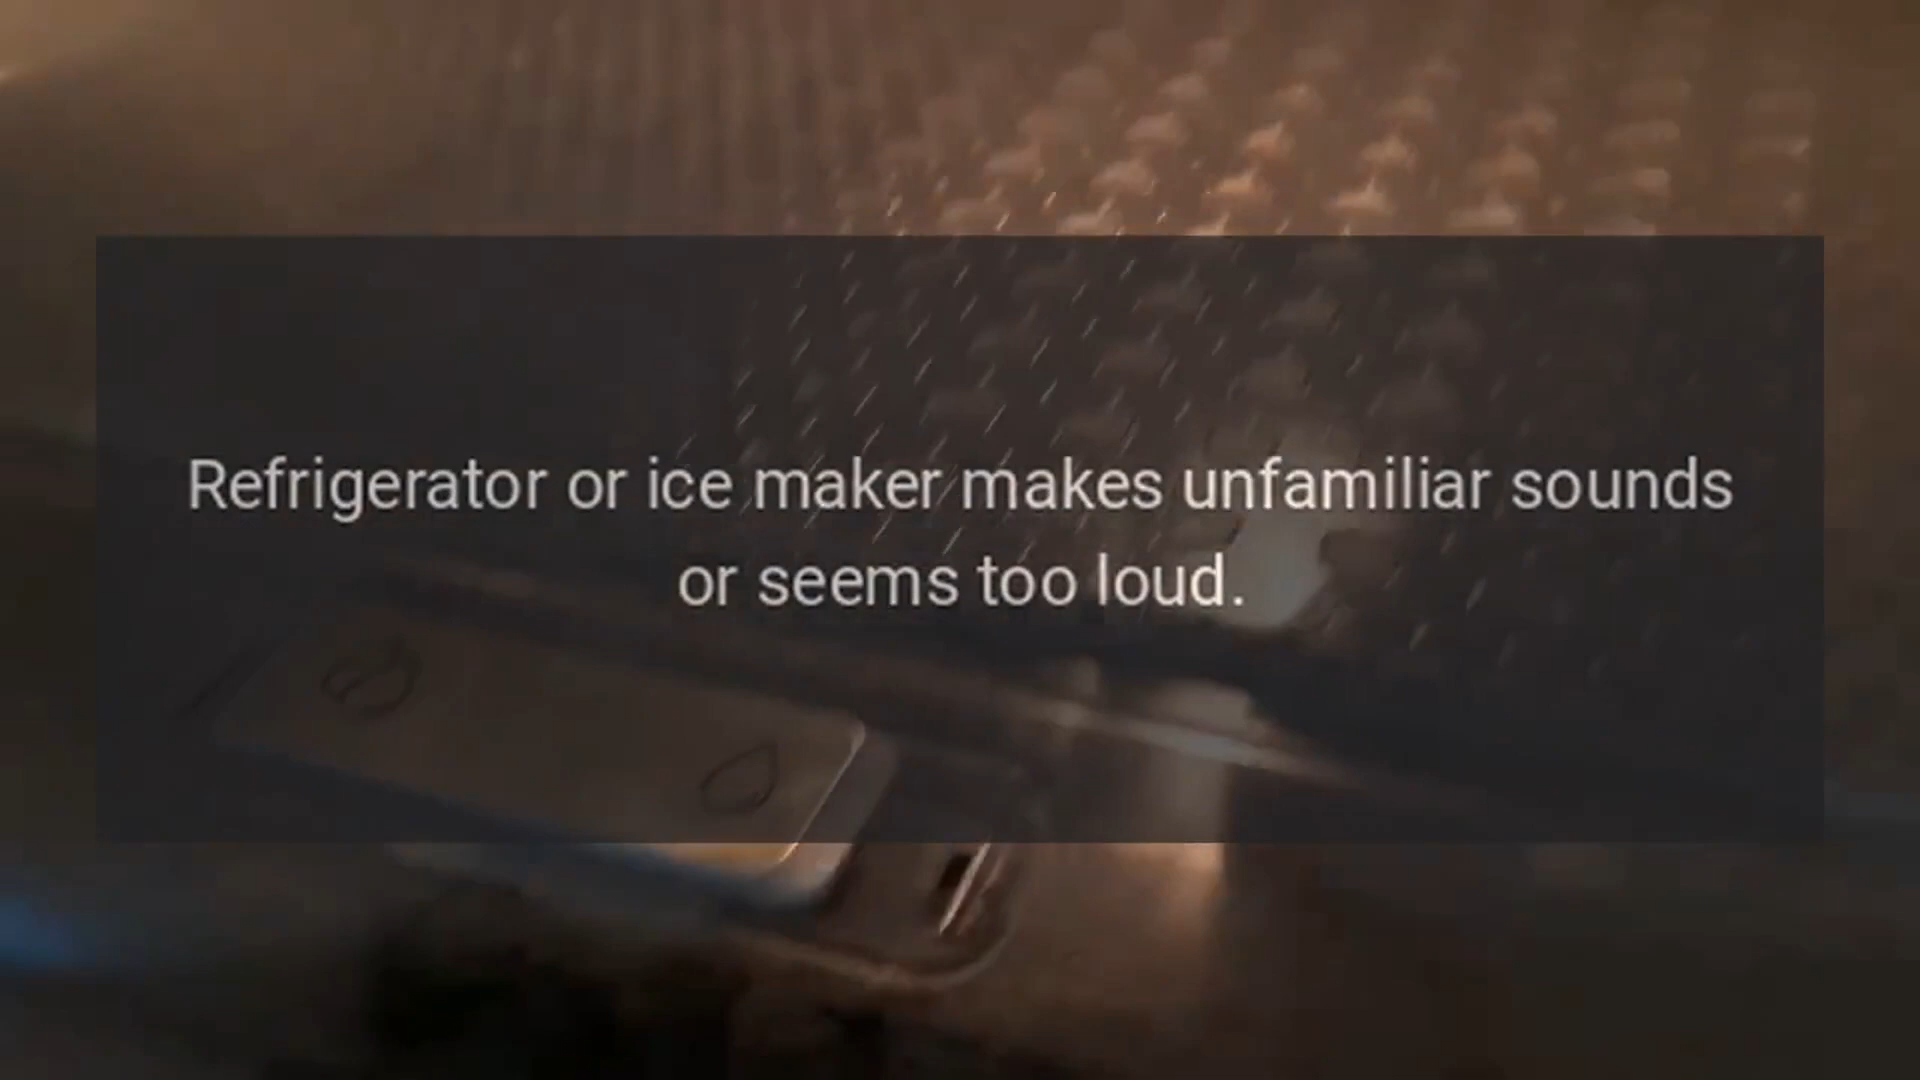 Refrigerator or ice maker makes unfamiliar sounds
or seems too loud.